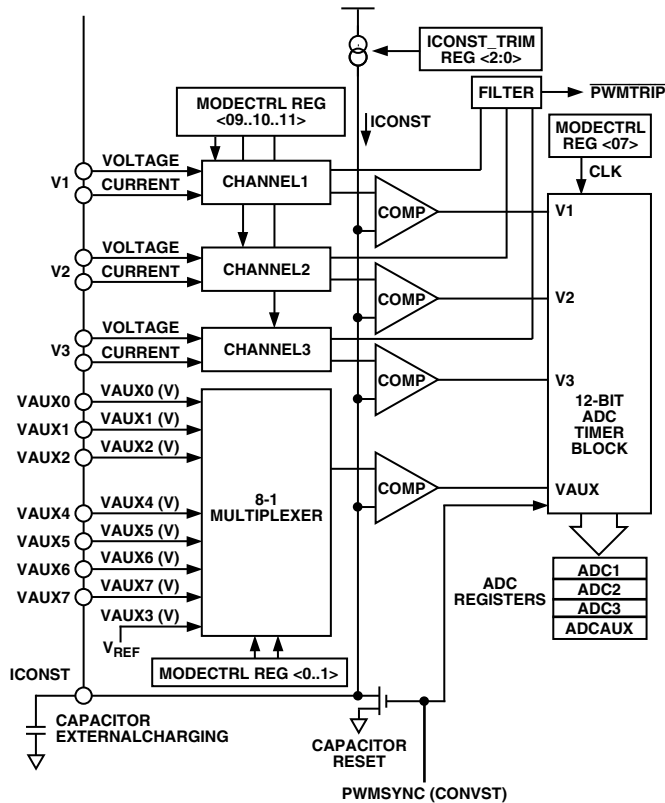 ICONST_TRIM
REG <2:0>
MODECTRL REG
<09..10..11>
ICONST
FILTER
PWMTRIP
MODECTRL
REG <07>
CLK
V1
VOLTAGE
CURRENT
CHANNEL1
COMP
V1
V2
VOLTAGE
CURRENT
CHANNEL2
COMP
V2
V3
VOLTAGE
CURRENT
CHANNEL3
COMP
V3
12-BIT
ADC
TIMER
BLOCK
VAUX0
VAUX0 (V)
VAUX1
VAUX1 (V)
VAUX2
VAUX2 (V)
VAUX4
VAUX4 (V)
VAUX5
VAUX5 (V)
VAUX6
VAUX6 (V)
VAUX7
VAUX7 (V)
VAUX3 (V)
VREF
8-1
MULTIPLEXER
COMP
VAUX
MODECTRL REG <0..1>
ADC
REGISTERS
ADC1
ADC2
ADC3
ADCAUX
ICONST
CAPACITOR
EXTERNALCHARGING
CAPACITOR
RESET
PWMSYNC (CONVST)